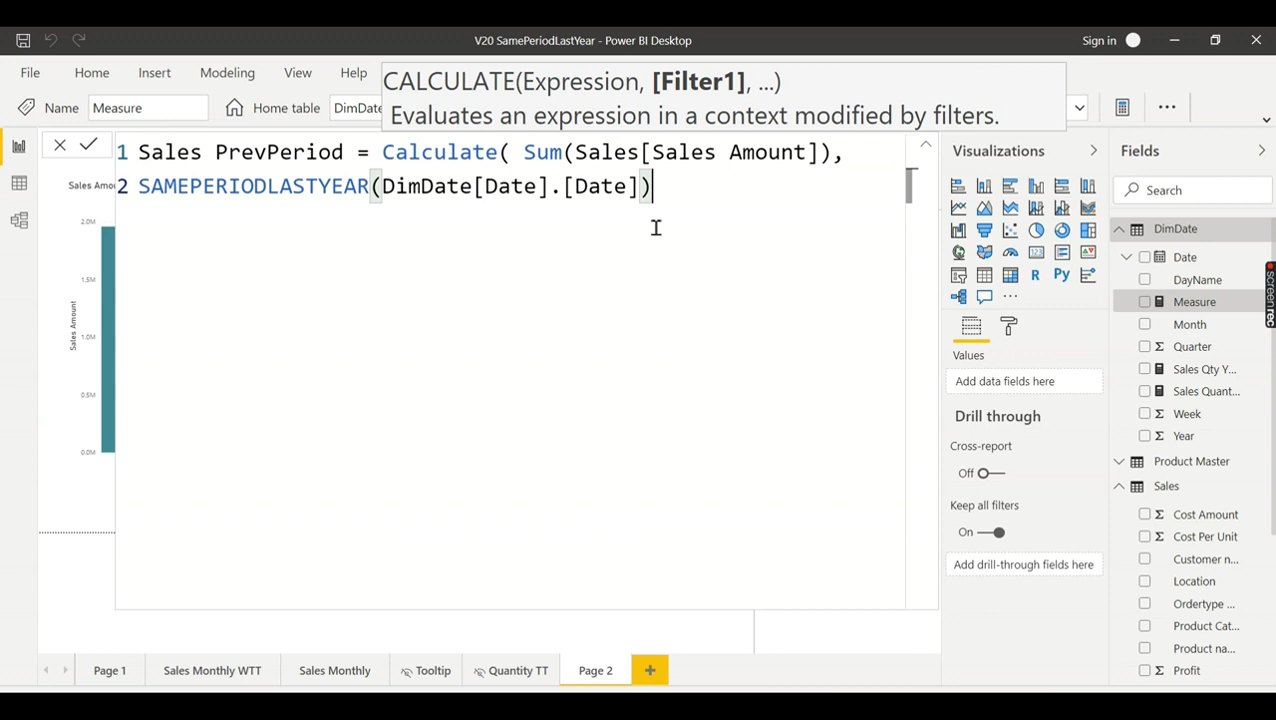 V20 SamePeriodLastYear - Power BI Desktop
Sign in
File
Home
Insert
Modeling
View
Help
CALCULATE(Expression, [Filter1], ...)
Evaluates an expression in a context modified by filters.
Name
Measure
Home table
DimDa
1 Sales PrevPeriod = Calculate( Sum(Sales[Sales Amount]),
2 SAMEPERIODLASTYEAR(DimDate[Date].[Date])
Sales Amou
2.0M
1.5M
1.0M
0.5M
0.0M
Sales Amount
Visualizations
R
Py
...
Values
Add data fields here
Drill through
Cross-report
Off
Keep all filters
On
Add drill-through fields here
Fields
Search
DimDate
Date
DayName
Measure
Month
Σ Quarter
Sales Qty Y...
Sales Quant...
Σ Week
Σ Year
Product Master
Sales
Σ Cost Amount
Σ Cost Per Unit
Customer n...
Location
Ordertype ...
Product Cat...
Product na...
Σ Profit
screenrec
Page 1
Sales Monthly WTT
Sales Monthly
Tooltip
Quantity TT
Page 2
+